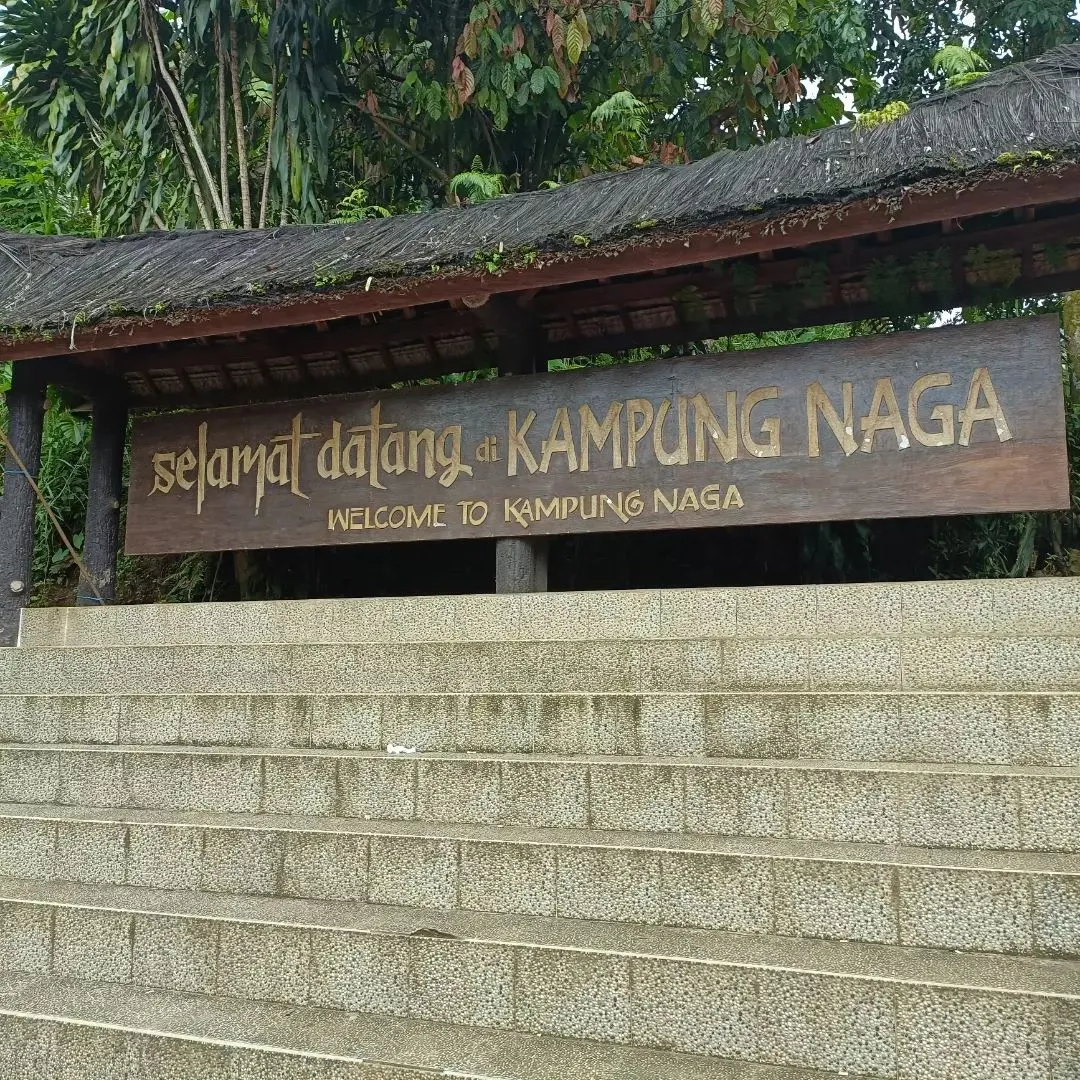 selamat datang di KAMPUNG NAGA
WELCOME TO KAMPUNG NAGA